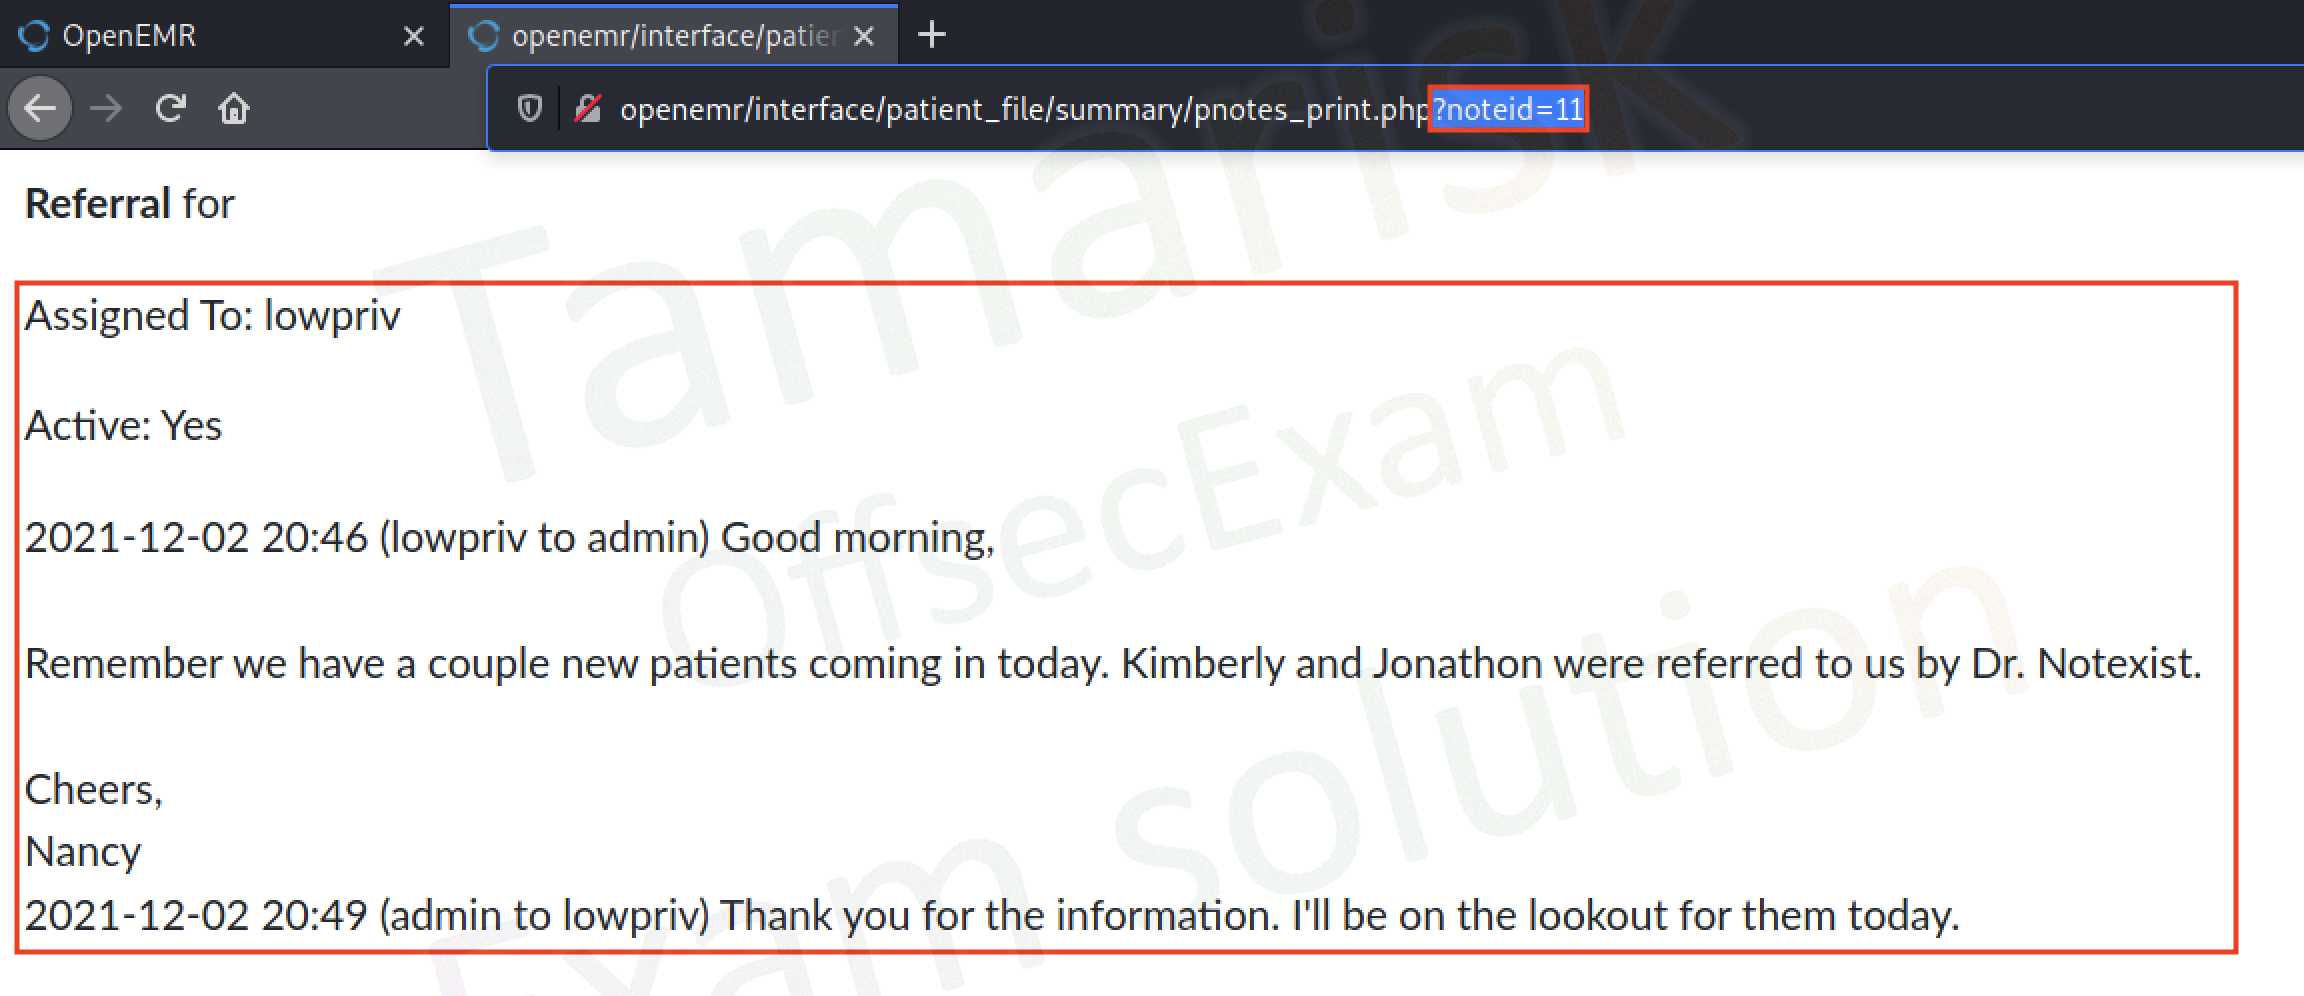 OpenEMR
openemr/interface/patier
openemr/interface/patient_file/summary/pnotes_print.php?noteid=11
Referral for
Assigned To: lowpriv
Active: Yes
2021-12-02 20:46 (lowpriv to admin) Good morning,
Remember we have a couple new patients coming in today. Kimberly and Jonathon were referred to us by Dr. Notexist.
Cheers,
Nancy
2021-12-02 20:49 (admin to lowpriv) Thank you for the information. I'll be on the lookout for them today.
Tamarisk
OffsecExam
Exam solution